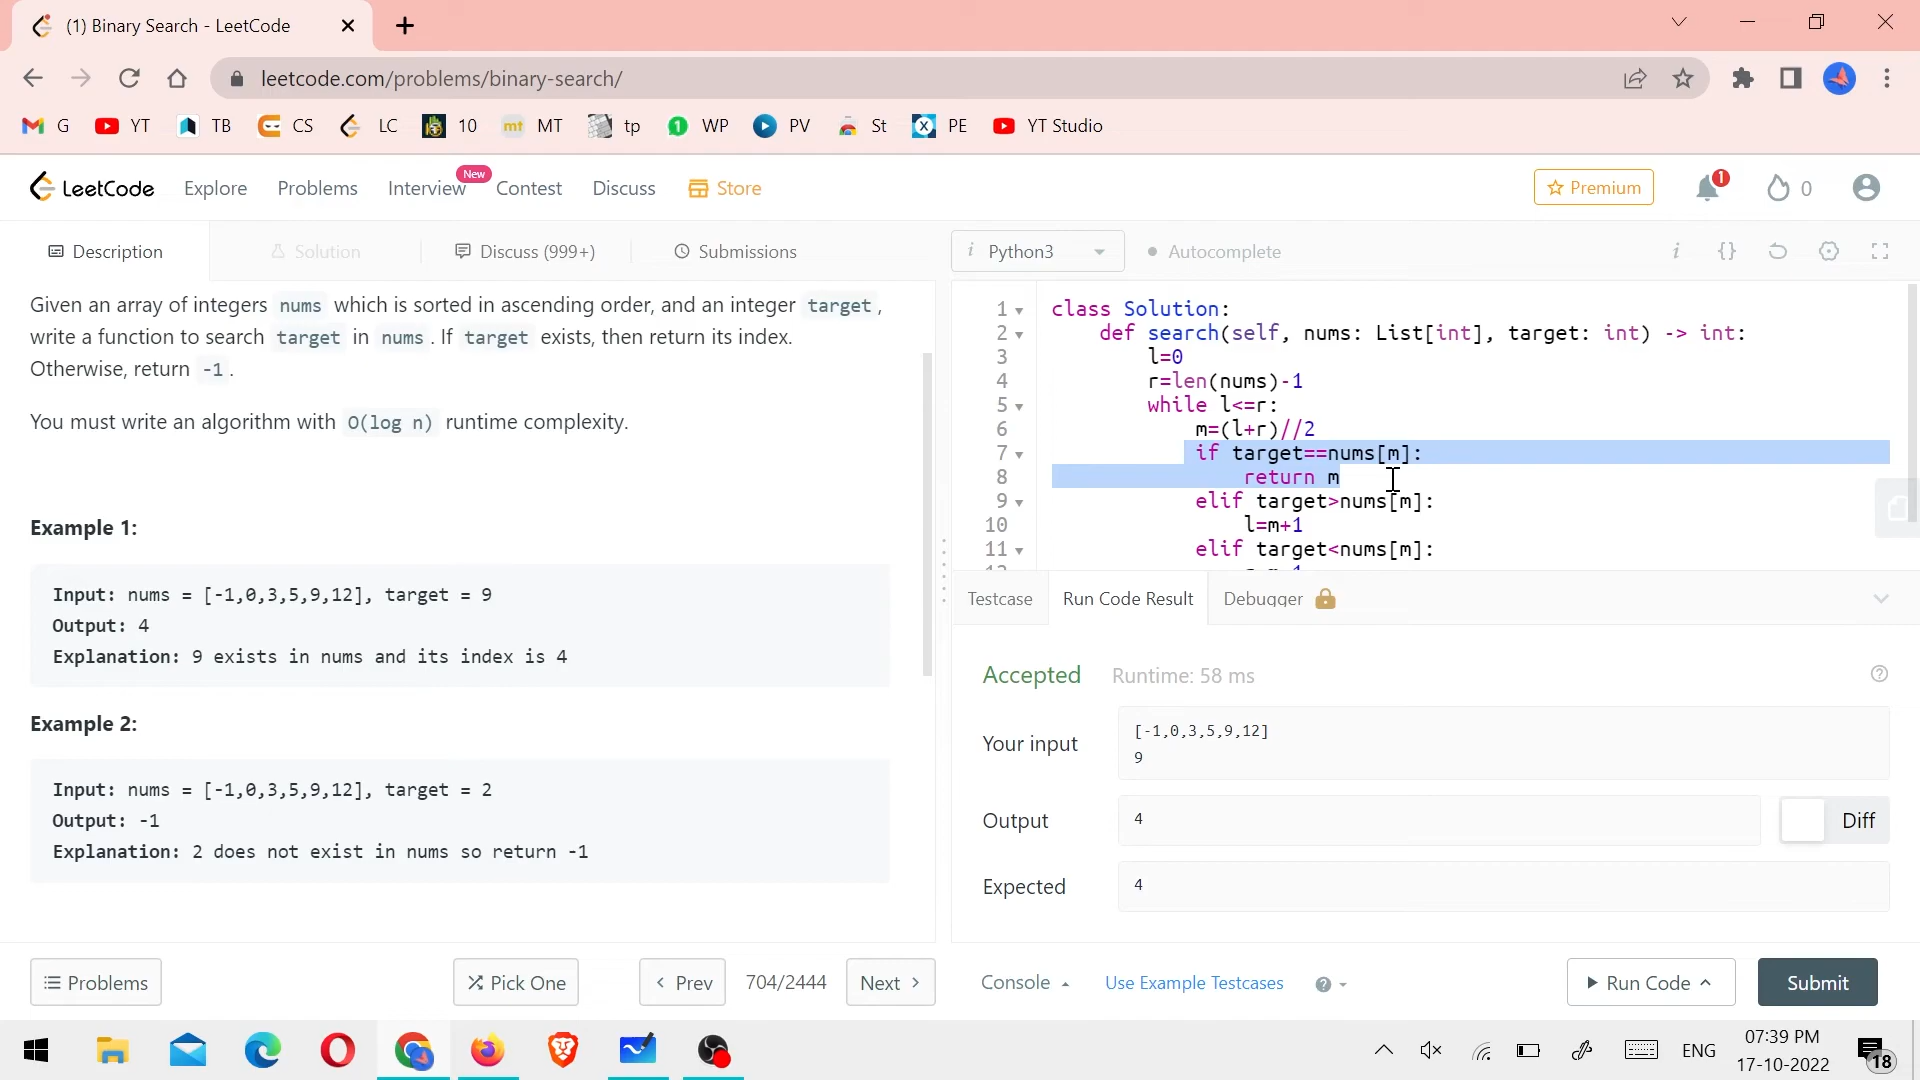 (1) Binary Search - LeetCode
leetcode.com/problems/binary-search/
G YT TB CS LC 10 mt MT tp 1 WP PV St PE YT Studio
LeetCode Explore Problems Interview New Contest Discuss Store Premium 1 0
Description Solution Discuss (999+) Submissions
i Python3 Autocomplete i {}
Given an array of integers nums which is sorted in ascending order, and an integer target,
write a function to search target in nums. If target exists, then return its index.
Otherwise, return -1.
You must write an algorithm with O(log n) runtime complexity.
Example 1:
Input: nums = [-1,0,3,5,9,12], target = 9
Output: 4
Explanation: 9 exists in nums and its index is 4
Example 2:
Input: nums = [-1,0,3,5,9,12], target = 2
Output: -1
Explanation: 2 does not exist in nums so return -1
1 class Solution:
2 def search(self, nums: List[int], target: int) -> int:
3 l=0
4 r=len(nums)-1
5 while l<=r:
6 m=(l+r)//2
7 if target==nums[m]:
8 return m
9 elif target>nums[m]:
10 l=m+1
11 elif target<nums[m]:
Testcase Run Code Result Debugger
Accepted Runtime: 58 ms
Your input
[-1,0,3,5,9,12]
9
Output 4 Diff
Expected 4
Problems Pick One < Prev 704/2444 Next >
Console Use Example Testcases ? Run Code Submit
ENG
07:39 PM
17-10-2022
18